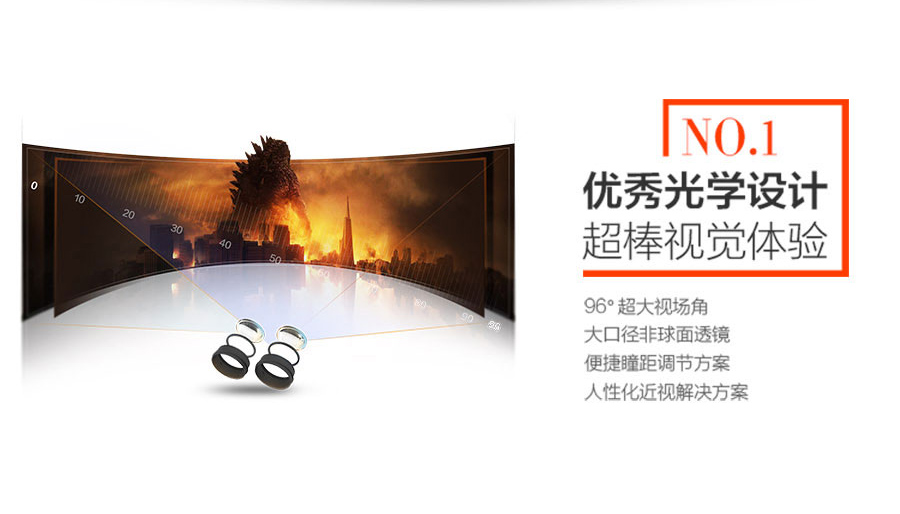 NO.1
优秀光学设计
超棒视觉体验
96° 超大视场角
大口径非球面透镜
便捷瞳距调节方案
人性化近视解决方案
0
10
20
30
40
50
80
90
96